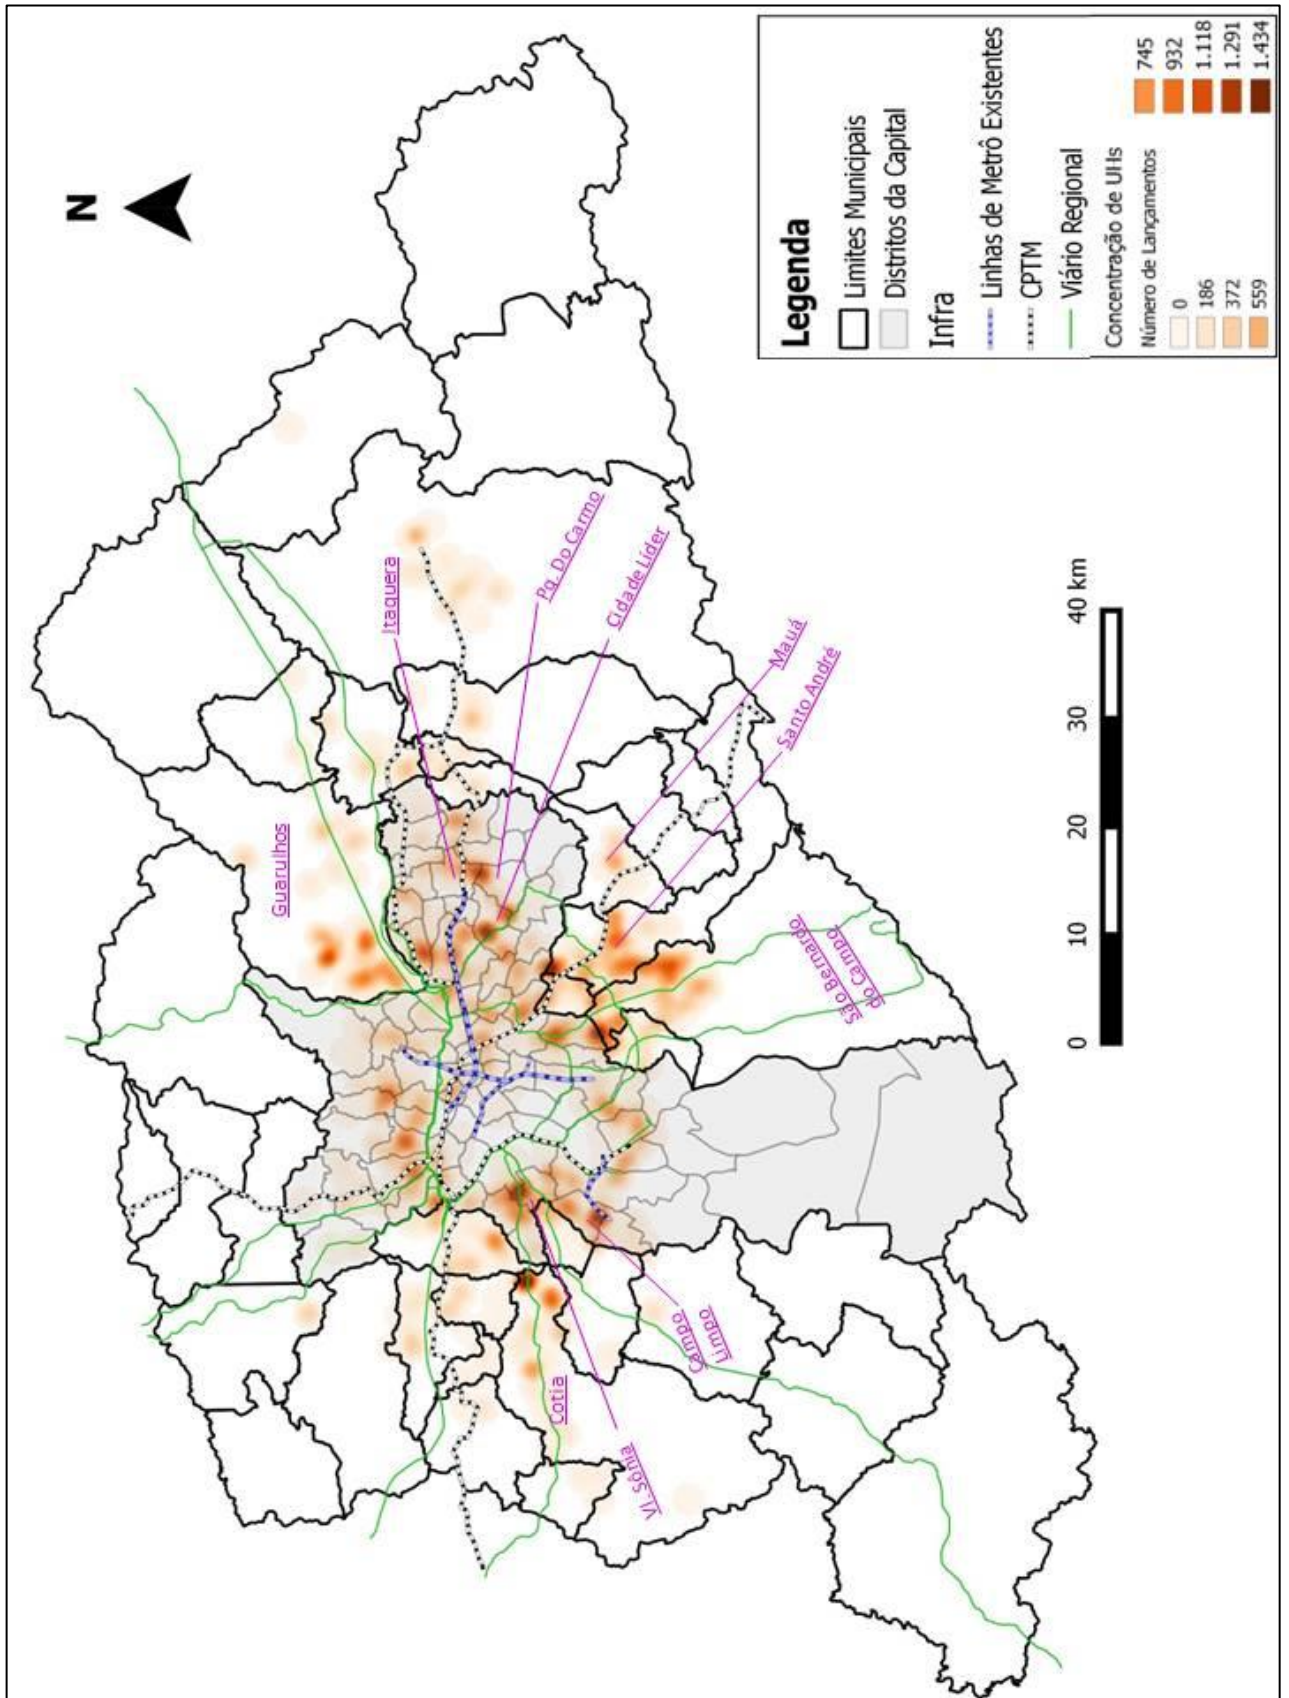 N
Guarulhos
Itaquera
Pq. Do Carmo
Cidade Líder
Mauá
Santo André
São Bernardo
do Campo
Campo
Limpo
Cotia
Vl. Sônia
0 10 20 30 40 km
Legenda
Limites Municipais
Distritos da Capital
Infra
Linhas de Metrô Existentes
CPTM
Viário Regional
Concentração de UHs
Número de Lançamentos
0
186
372
559
745
932
1.118
1.291
1.434